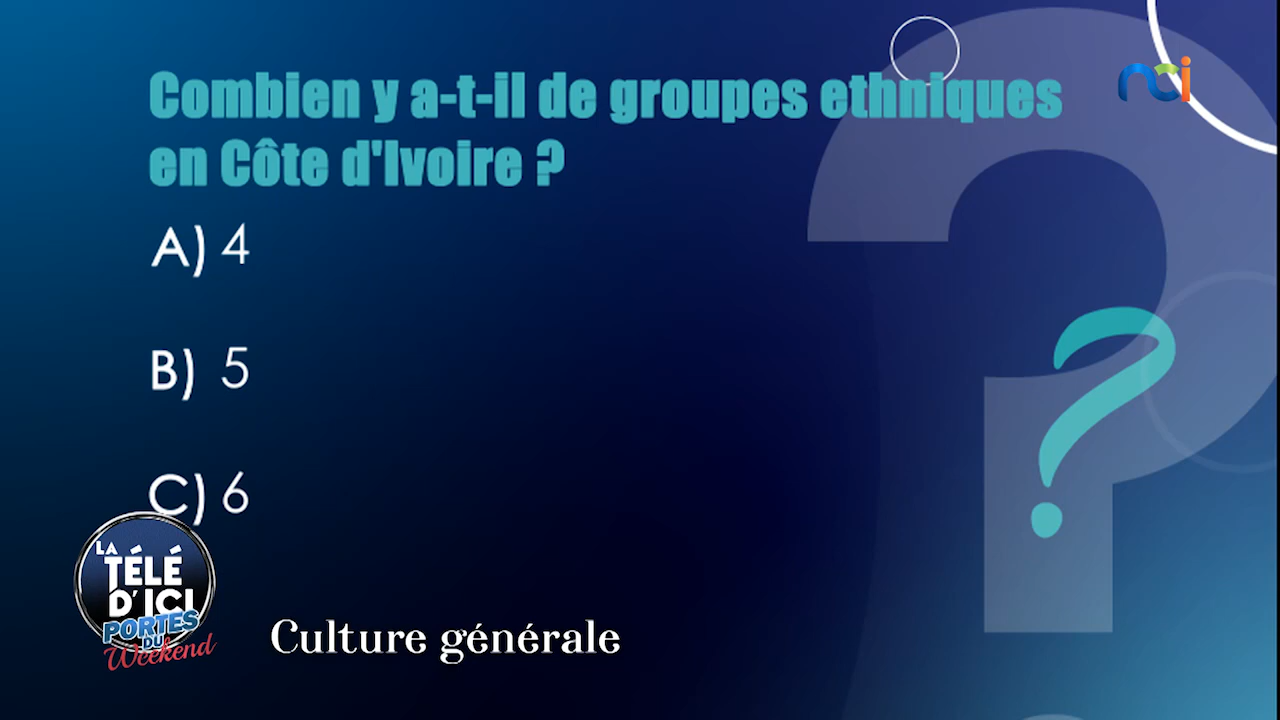 nci
Combien y a-t-il de groupes ethniques
en Côte d'Ivoire ?
A) 4
B) 5
C) 6
LA
TÉLÉ
D'ICI
PORTES
DU
Weekend
Culture générale